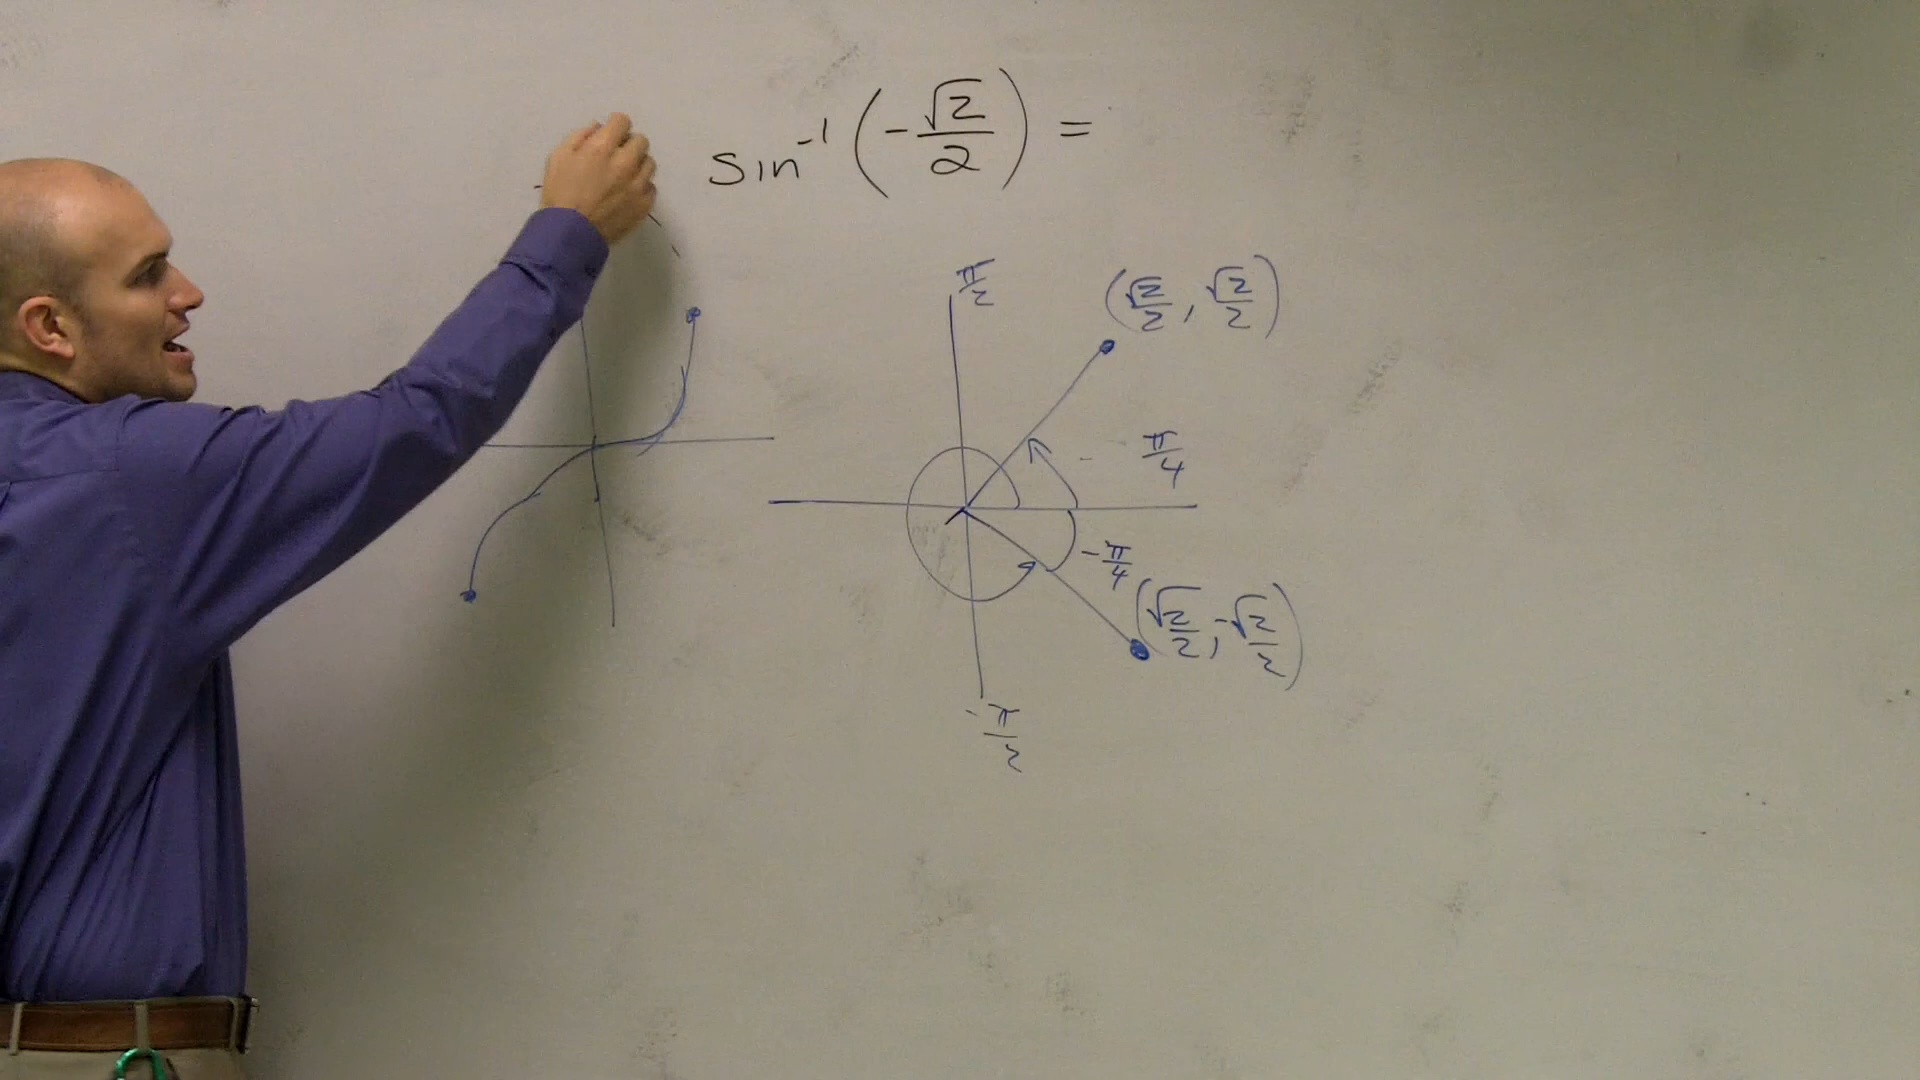 sin⁻¹(-√2/2) =
π/2
(√2/2, √2/2)
π/4
-π/4
(√2/2, -√2/2)
-π/2